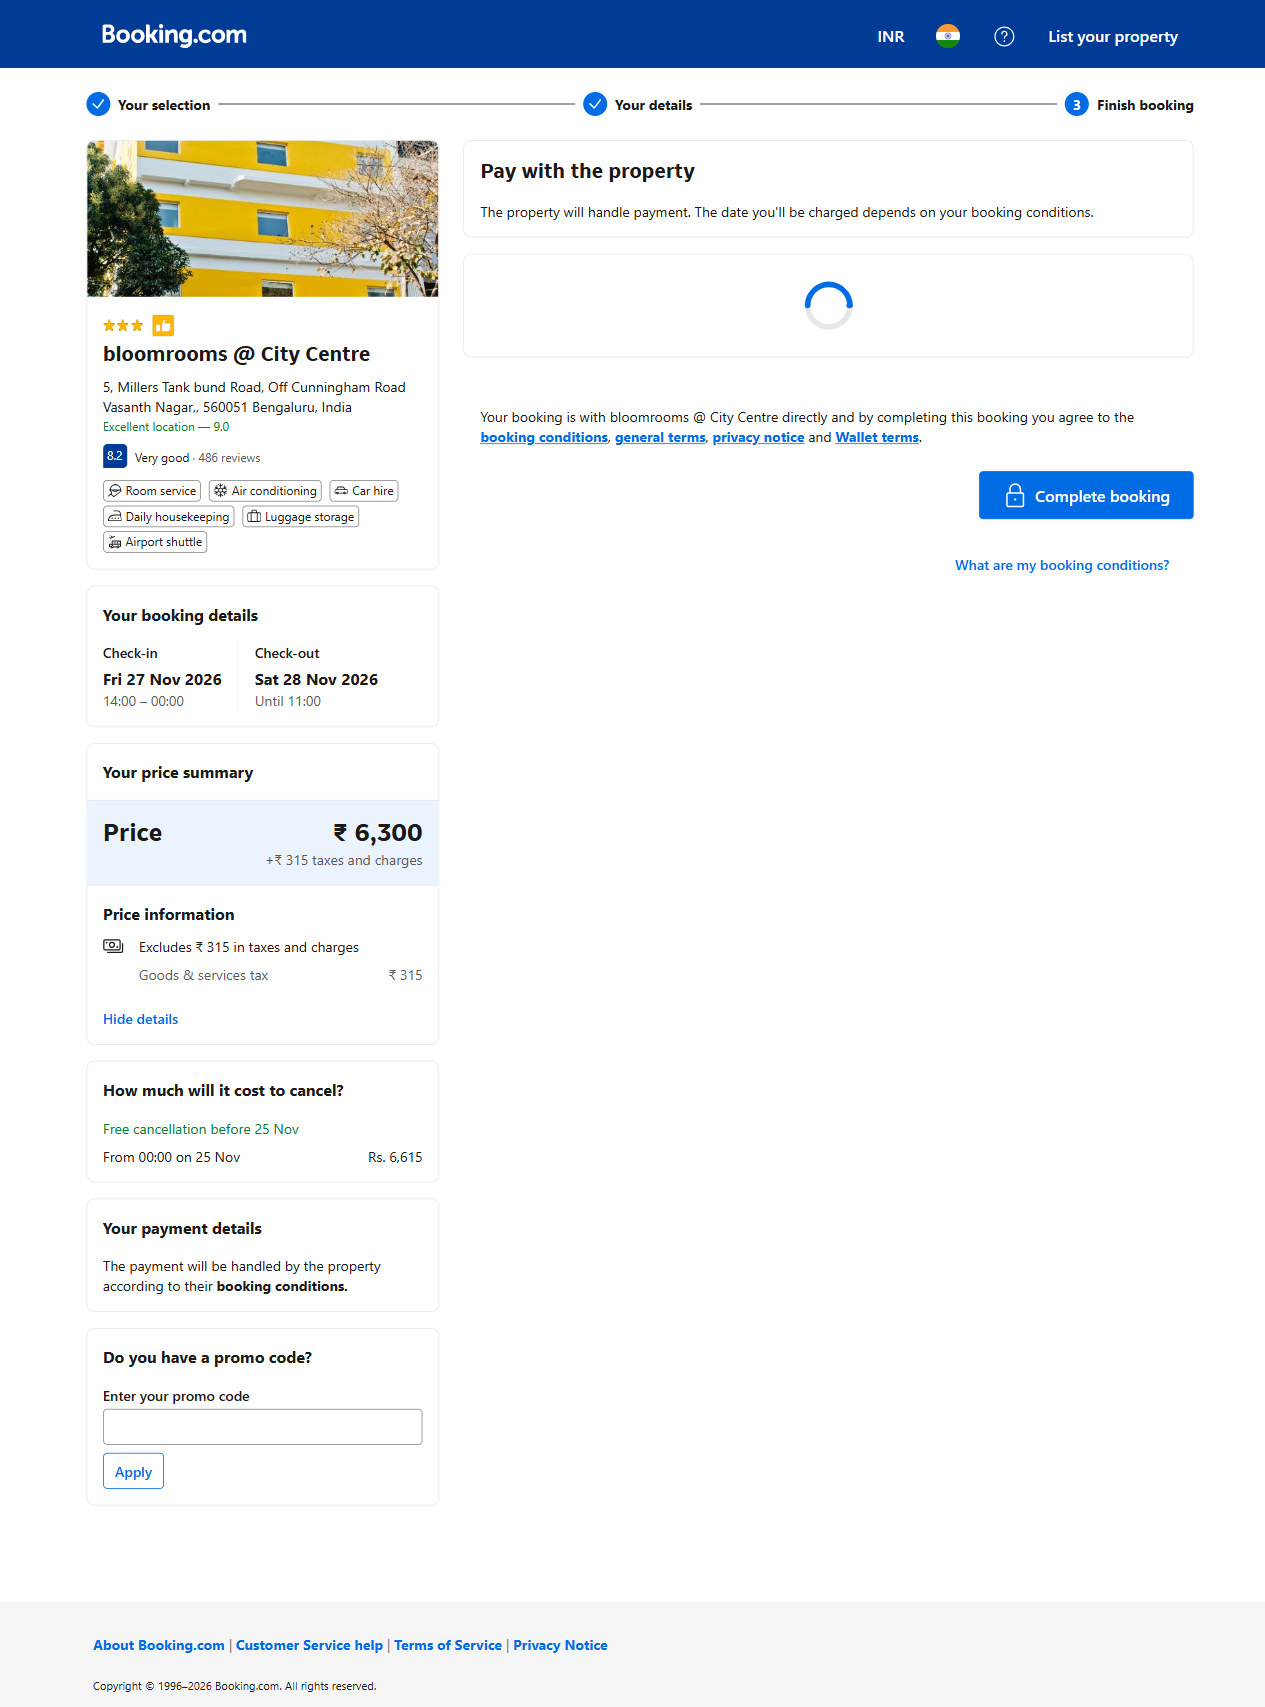 Booking.com
INR
List your property
Your selection
Your details
3 Finish booking
bloomrooms @ City Centre
5, Millers Tank bund Road, Off Cunningham Road
Vasanth Nagar,, 560051 Bengaluru, India
Excellent location — 9.0
8.2 Very good · 486 reviews
Room service
Air conditioning
Car hire
Daily housekeeping
Luggage storage
Airport shuttle
Your booking details
Check-in
Fri 27 Nov 2026
14:00 – 00:00
Check-out
Sat 28 Nov 2026
Until 11:00
Your price summary
Price ₹ 6,300
+₹ 315 taxes and charges
Price information
Excludes ₹ 315 in taxes and charges
Goods & services tax ₹ 315
Hide details
How much will it cost to cancel?
Free cancellation before 25 Nov
From 00:00 on 25 Nov Rs. 6,615
Your payment details
The payment will be handled by the property
according to their booking conditions.
Do you have a promo code?
Enter your promo code
Apply
Pay with the property
The property will handle payment. The date you'll be charged depends on your booking conditions.
Your booking is with bloomrooms @ City Centre directly and by completing this booking you agree to the
booking conditions, general terms, privacy notice and Wallet terms.
Complete booking
What are my booking conditions?
About Booking.com | Customer Service help | Terms of Service | Privacy Notice
Copyright © 1996–2026 Booking.com. All rights reserved.